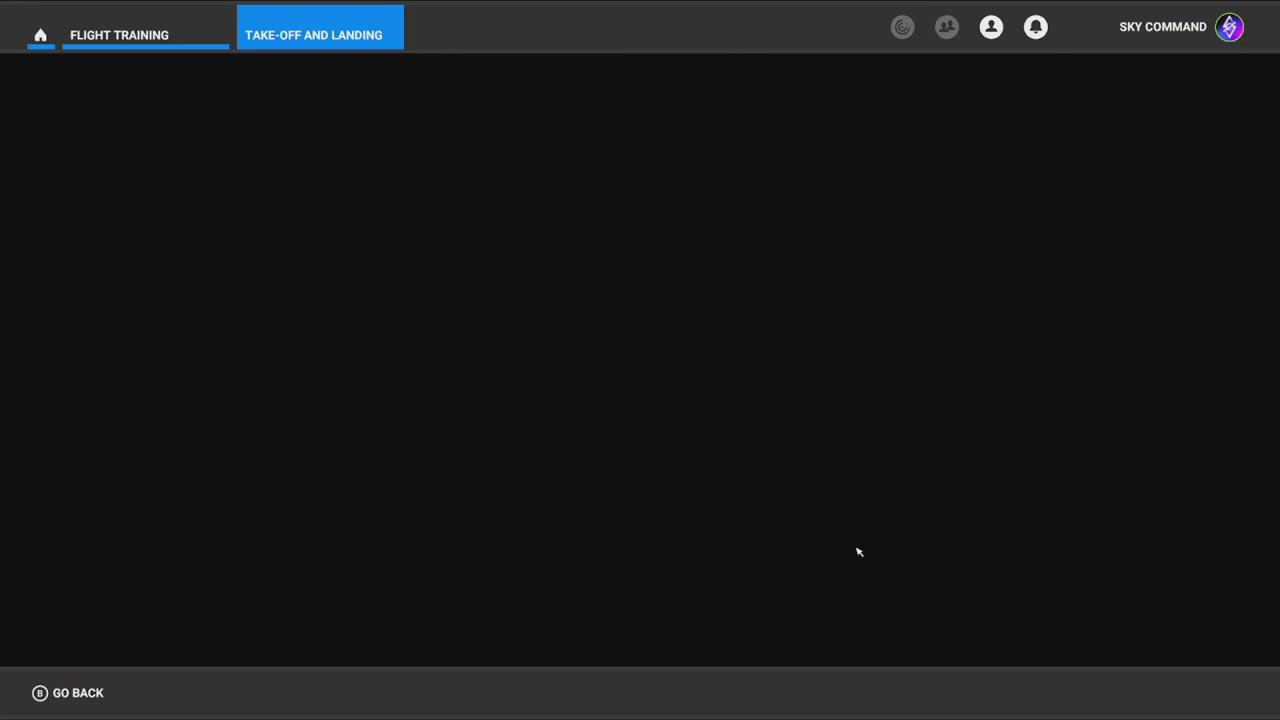 FLIGHT TRAINING
TAKE-OFF AND LANDING
SKY COMMAND
B GO BACK